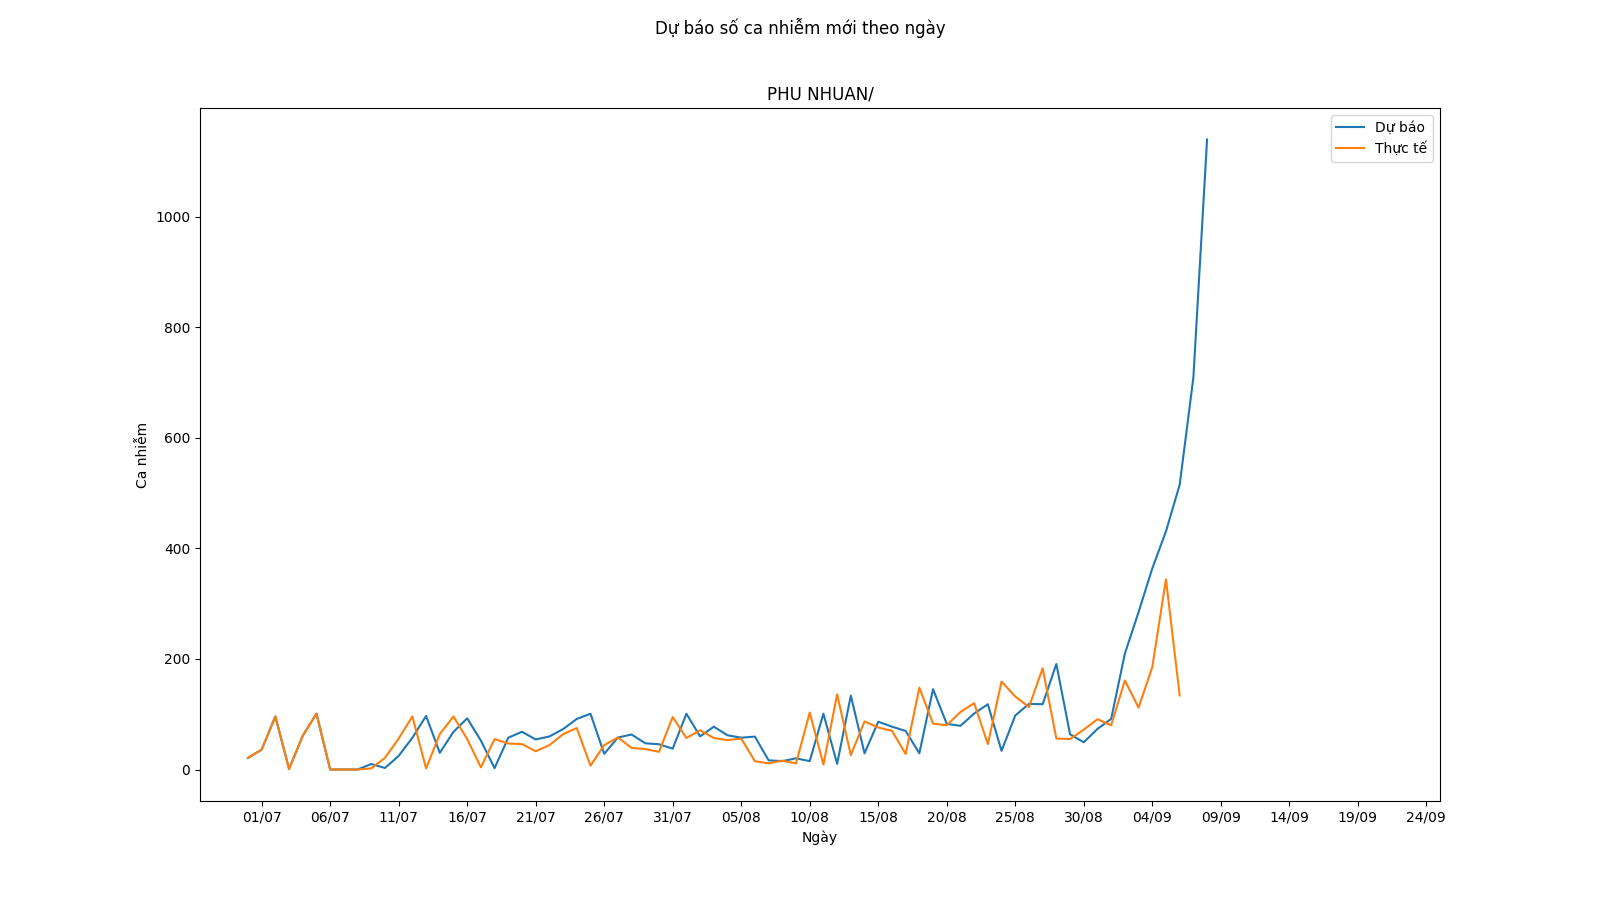 Dự báo số ca nhiễm mới theo ngày
PHU NHUAN/
Dự báo
Thực tế
1000
800
600
400
200
0
Ca nhiễm
01/07 06/07 11/07 16/07 21/07 26/07 31/07 05/08 10/08 15/08 20/08 25/08 30/08 04/09 09/09 14/09 19/09 24/09
Ngày